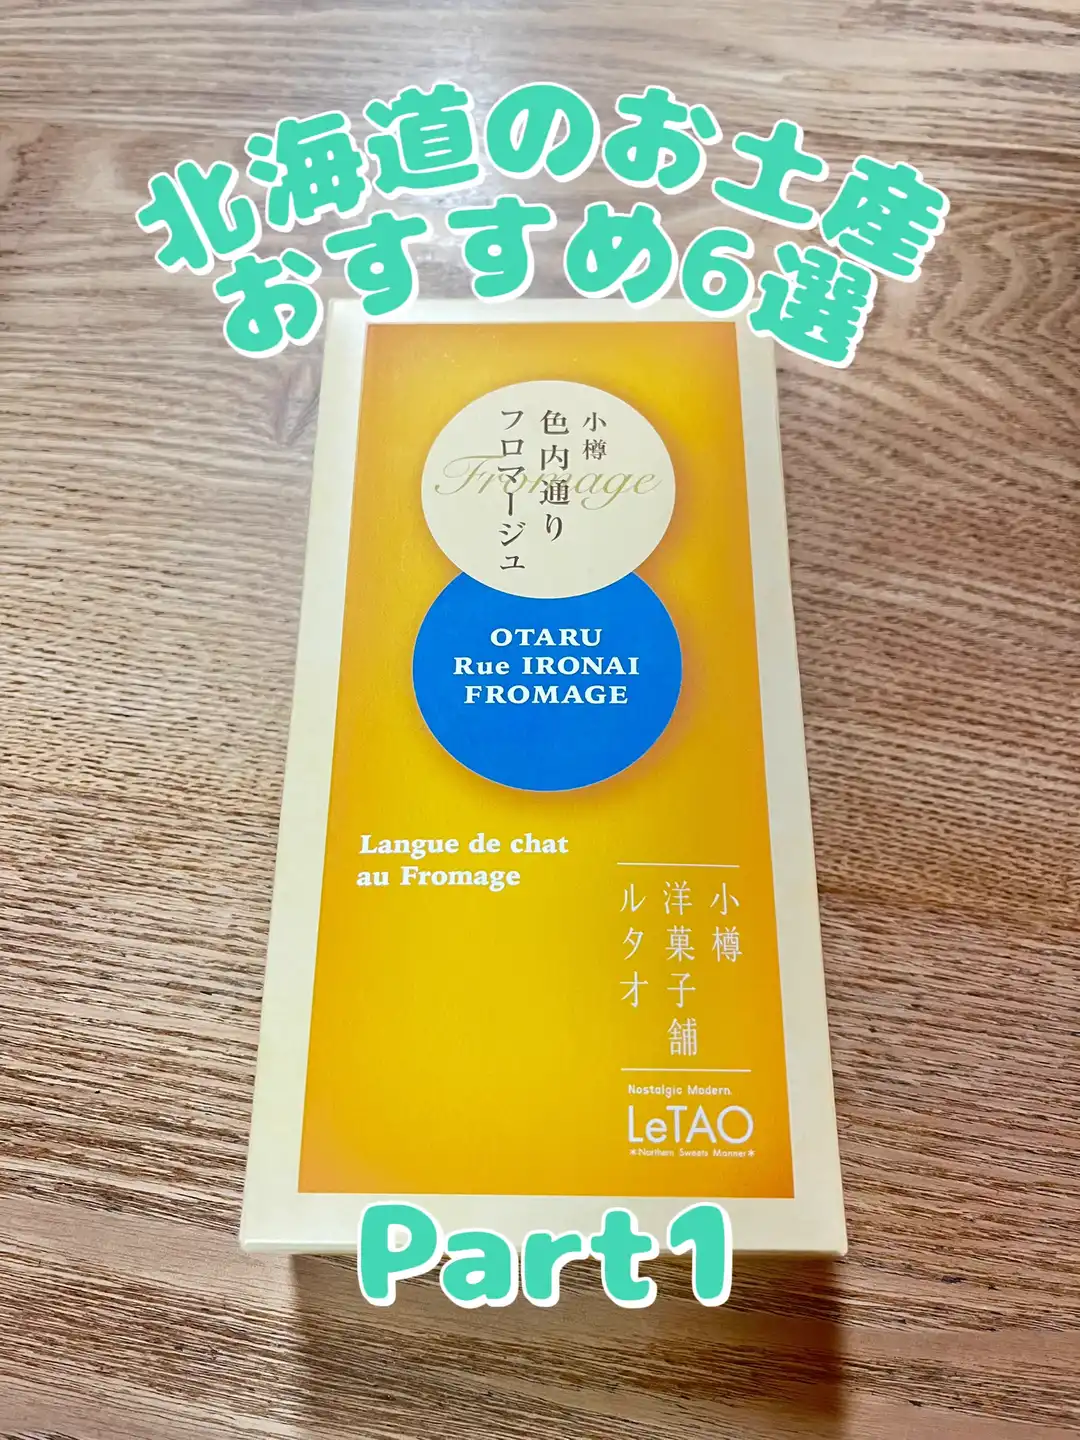 北海道のお土産
おすすめ6選
小樽
色内通り
フロマージュ
Fromage
OTARU
Rue IRONAI
FROMAGE
Langue de chat
au Fromage
小樽
洋菓子舗
ルタオ
Nostalgic Modern
LeTAO
*Northern Sweets Manner*
Part1